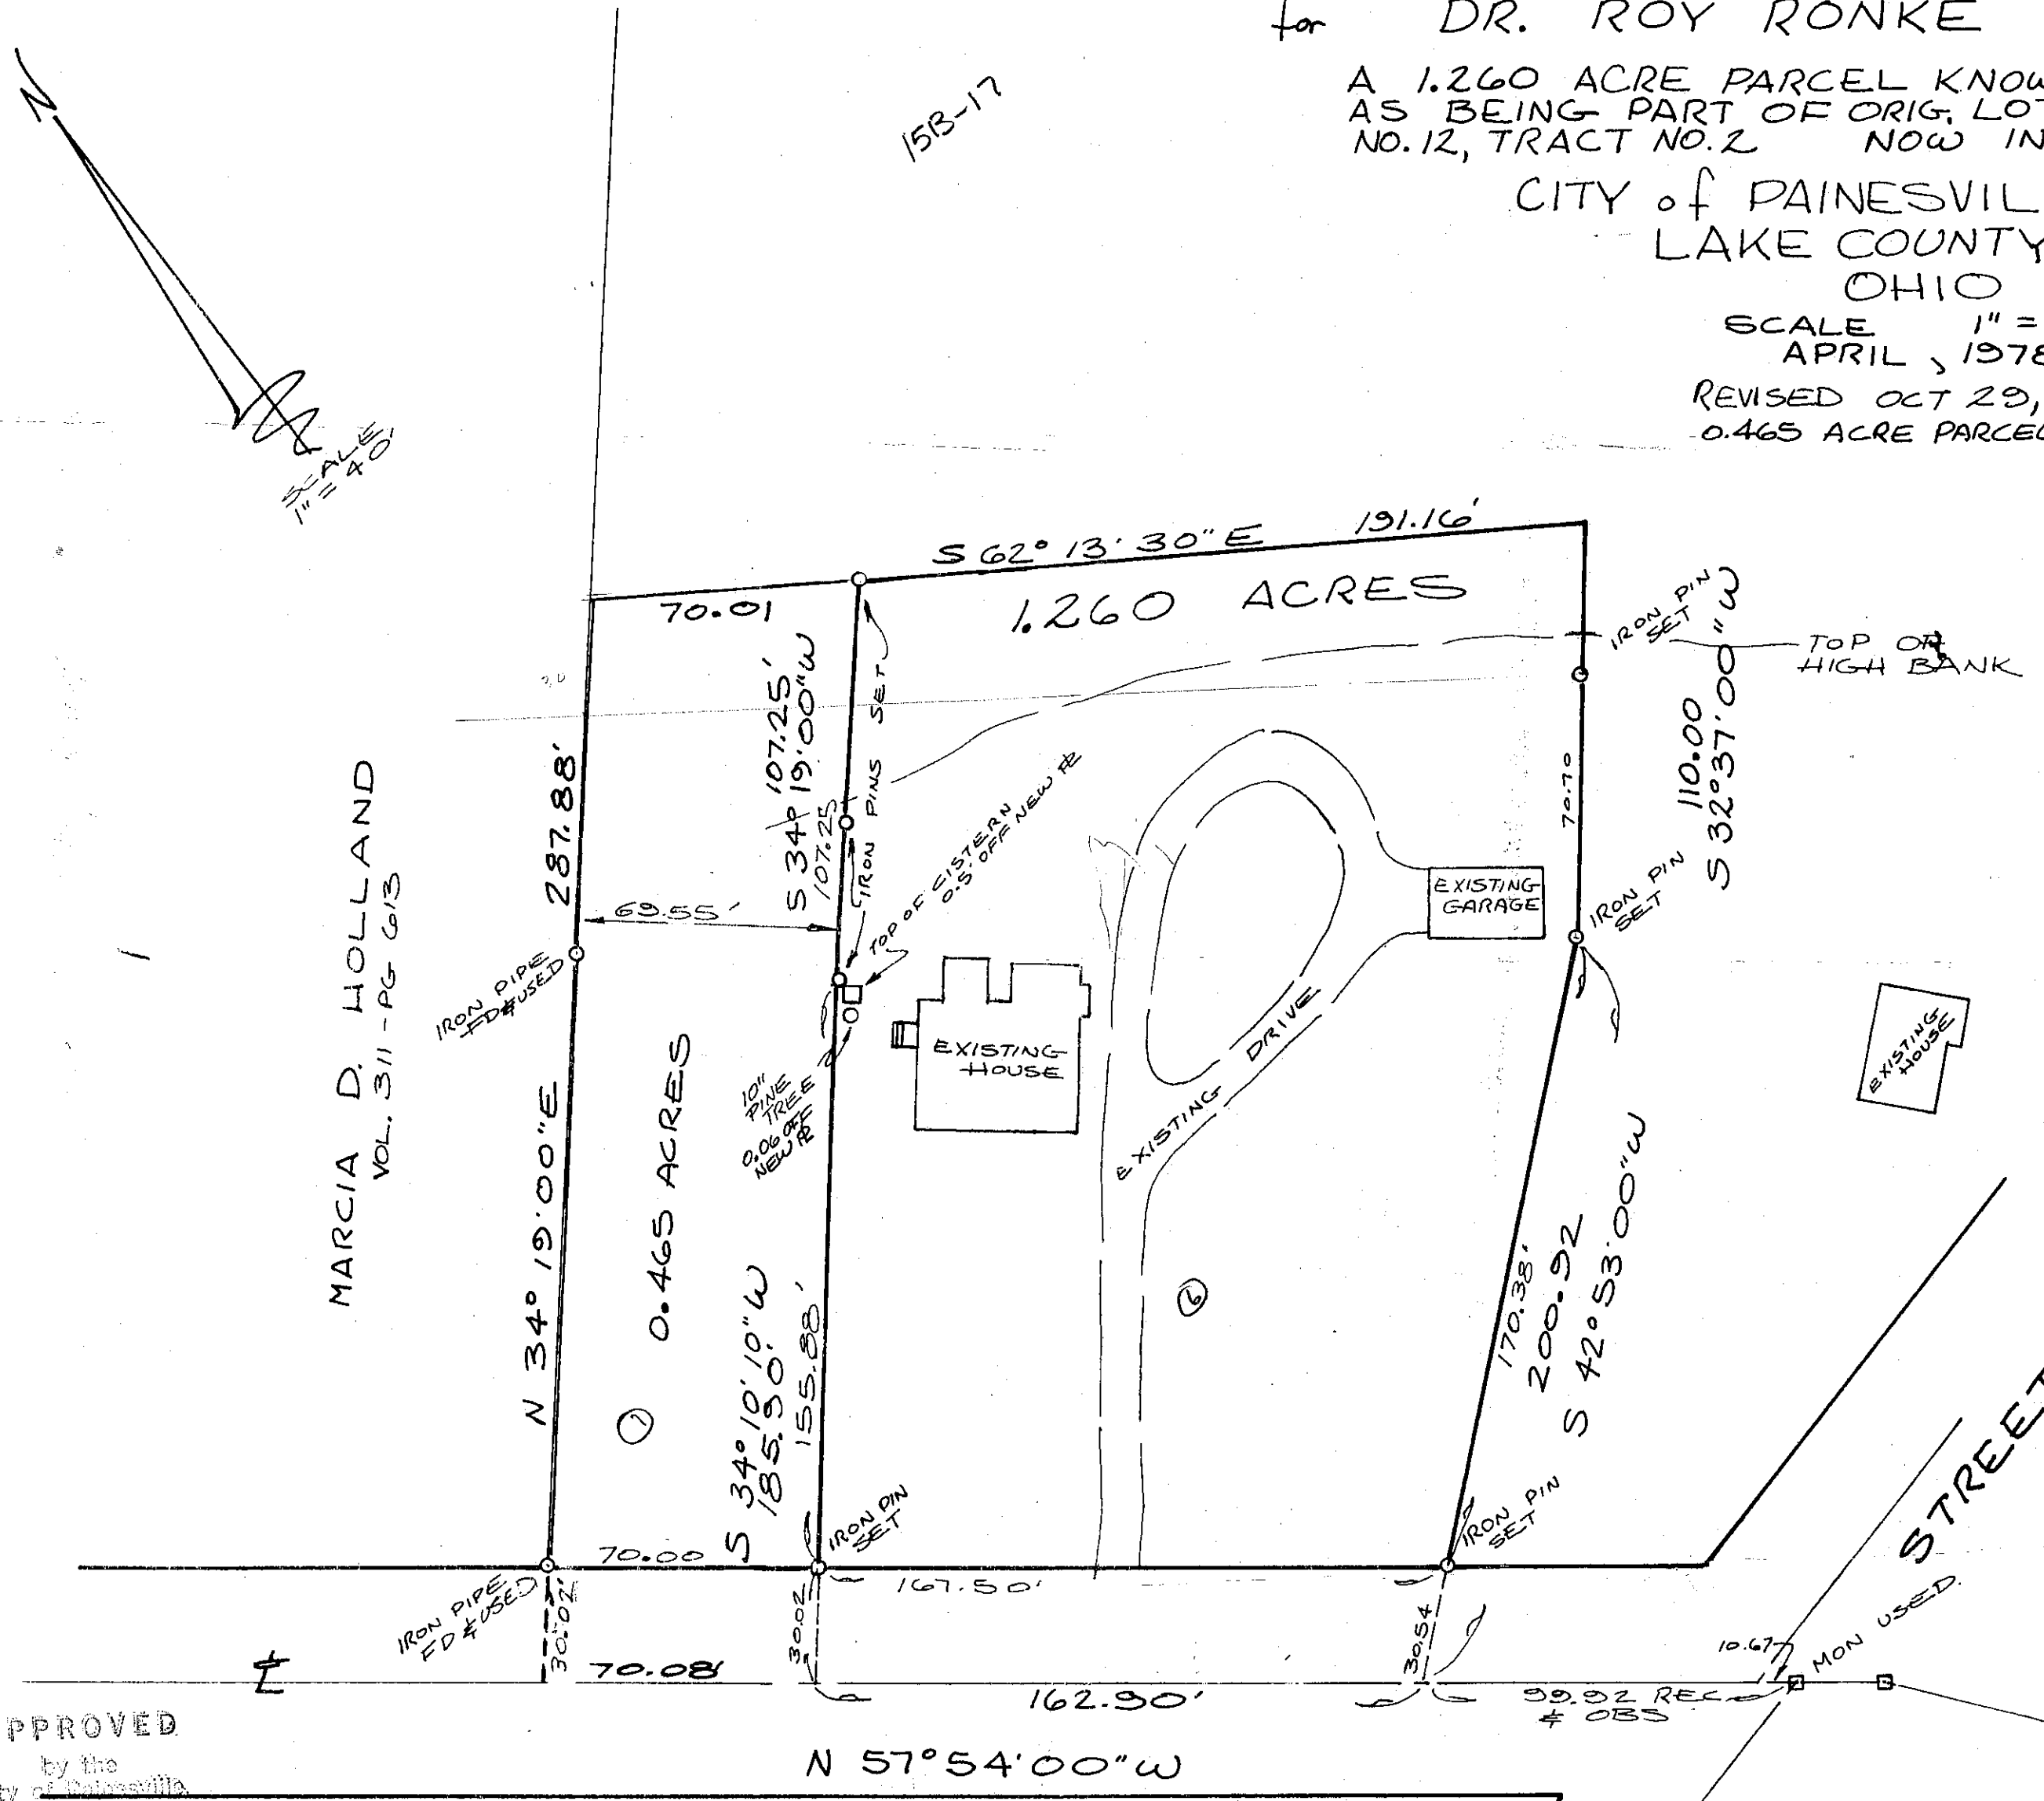 for DR. ROY RONKE
A 1.260 ACRE PARCEL KNOW
AS BEING PART OF ORIG. LOT
NO. 12, TRACT NO. 2 NOW IN
CITY of PAINESVIL
LAKE COUNTY
OHIO
SCALE 1" =
APRIL, 1978
REVISED OCT 29,
0.465 ACRE PARCEL
N
SCALE
1" = 40'
15B-17
S 62° 13' 30" E 191.16'
70.01
1.260 ACRES
IRON PIN
SET
TOP OF
HIGH BANK
110.00
S 32° 37' 00" W
70.70
107.25'
S 34° 19' 00" W
107.25
IRON PINS SET
TOP OF CISTERN
0.5' OFF NEW PL
287.88'
69.55'
MARCIA D. HOLLAND
VOL. 311 - PG 613
IRON PIPE
FD & USED
EXISTING
GARAGE
IRON PIN
SET
EXISTING
HOUSE
EXISTING DRIVE
EXISTING
HOUSE
10"
PINE
TREE
0.06 OFF
NEW PL
N 34° 19' 00" E
0.465 ACRES
1
S 34° 10' 10" W
185.90'
155.88'
6
170.38'
200.92
S 42° 53' 00" W
IRON PIN
SET
IRON PIN
SET
STREET
70.00
167.50'
IRON PIPE
FD & USED
30.02'
30.02
30.54
10.67
MON USED.
70.08'
162.90'
99.92 REC
& OBS
N 57° 54' 00" W
PPROVED
by the
ty of Painesville